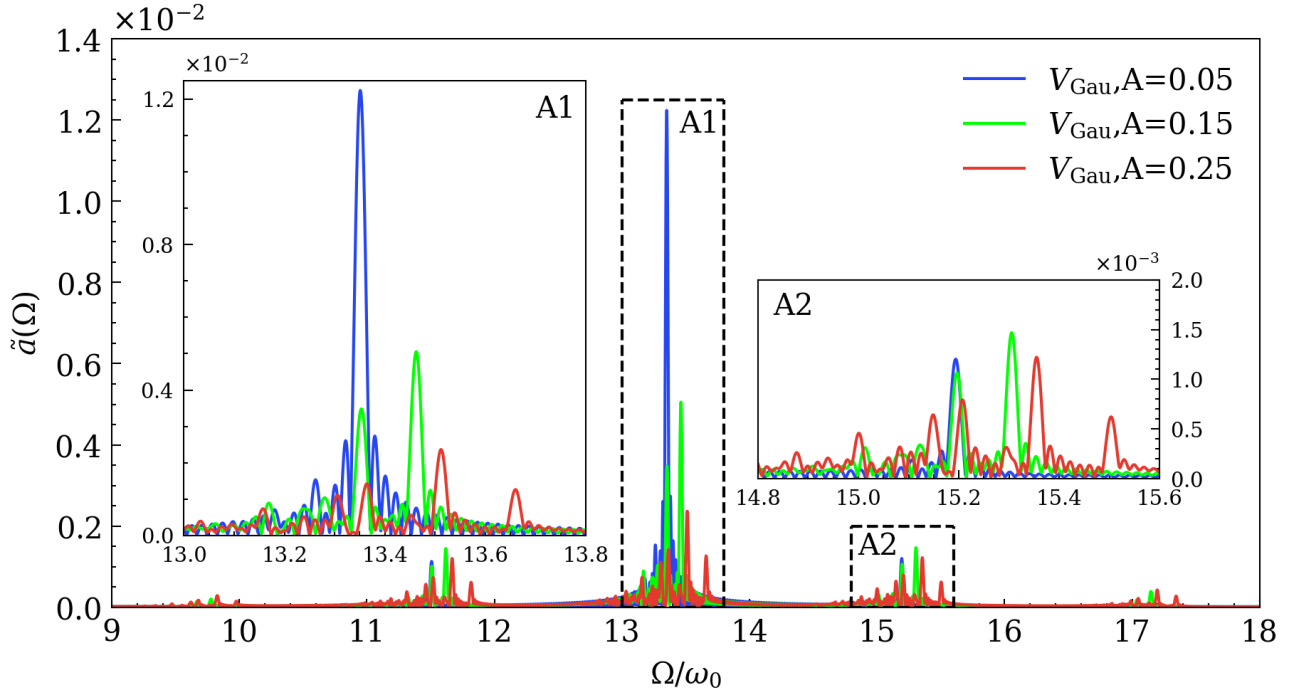 ×10⁻²
1.4
1.2
1.0
0.8
0.6
0.4
0.2
0.0
ã(Ω)
9 10 11 12 13 14 15 16 17 18
Ω/ω₀
V_Gau,A=0.05
V_Gau,A=0.15
V_Gau,A=0.25
A1
A2
×10⁻²
A1
1.2
0.8
0.4
0.0
13.0 13.2 13.4 13.6 13.8
×10⁻³
A2
2.0
1.5
1.0
0.5
0.0
14.8 15.0 15.2 15.4 15.6